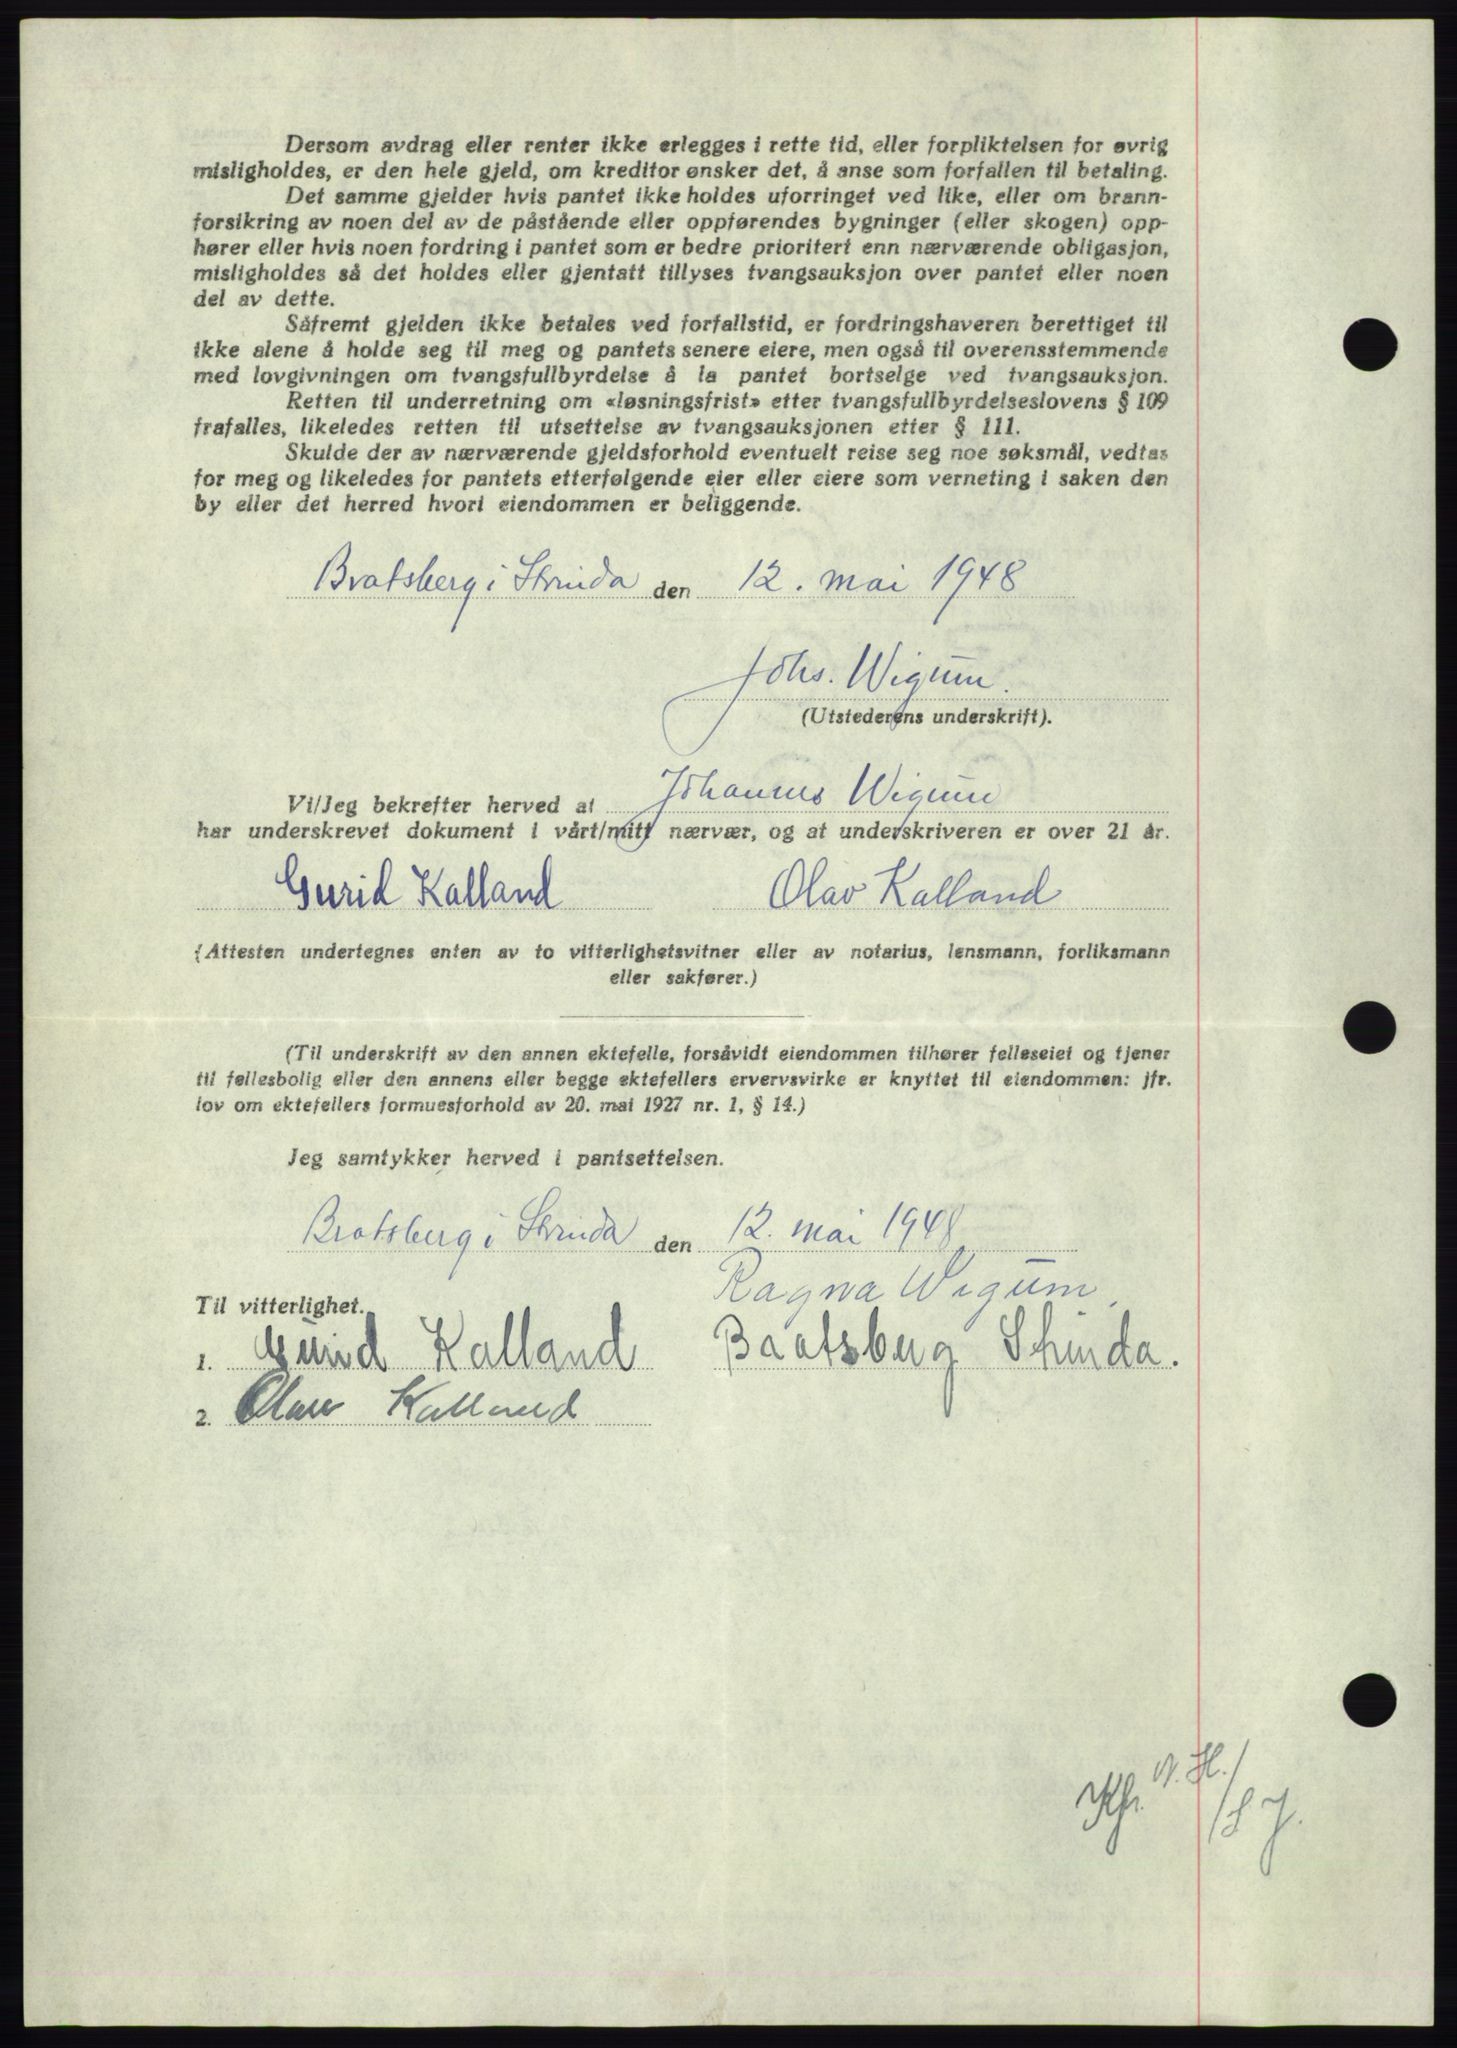 Dersom avdrag eller renter ikke erlegges i rette tid, eller forpliktelsen for øvrig
misligholdes, er den hele gjeld, om kreditor ønsker det, å anse som forfallen til betaling.
Det samme gjelder hvis pantet ikke holdes uforringet ved like, eller om brann-
forsikring av noen del av de påstående eller oppførendes bygninger (eller skogen) opp-
hører eller hvis noen fordring i pantet som er bedre prioritert enn nærværende obligasjon,
misligholdes så det holdes eller gjentatt tillyses tvangsauksjon over pantet eller noen
del av dette.
Såfremt gjelden ikke betales ved forfallstid, er fordringshaveren berettiget til
ikke alene å holde seg til meg og pantets senere eiere, men også til overensstemmende
med lovgivningen om tvangsfullbyrdelse å la pantet bortselge ved tvangsauksjon.
Retten til underretning om «løsningsfrist» etter tvangsfullbyrdelseslovens § 109
frafalles, likeledes retten til utsettelse av tvangsauksjonen etter § 111.
Skulde der av nærværende gjeldsforhold eventuelt reise seg noe søksmål, vedtas
for meg og likeledes for pantets etterfølgende eier eller eiere som verneting i saken den
by eller det herred hvori eiendommen er beliggende.
Bratsberg i Strinda den 12. mai 1948
Johs. Wigum.
(Utstederens underskrift).
Vi/Jeg bekrefter herved at Johannes Wigum
har underskrevet dokument i vårt/mitt nærvær, og at underskriveren er over 21 år.
Gurid Kalland Olav Kalland
(Attesten undertegnes enten av to vitterlighetsvitner eller av notarius, lensmann, forliksmann
eller sakfører.)
(Til underskrift av den annen ektefelle, forsåvidt eiendommen tilhører felleseiet og tjener
til fellesbolig eller den annens eller begge ektefellers ervervsvirke er knyttet til eiendommen: jfr.
lov om ektefellers formuesforhold av 20. mai 1927 nr. 1, § 14.)
Jeg samtykker herved i pantsettelsen.
Bratsberg i Strinda den 12. mai 1948
Ragna Wigum,
Til vitterlighet.
1. Gurid Kalland Baatsberg Strinda.
2. Olav Kalland